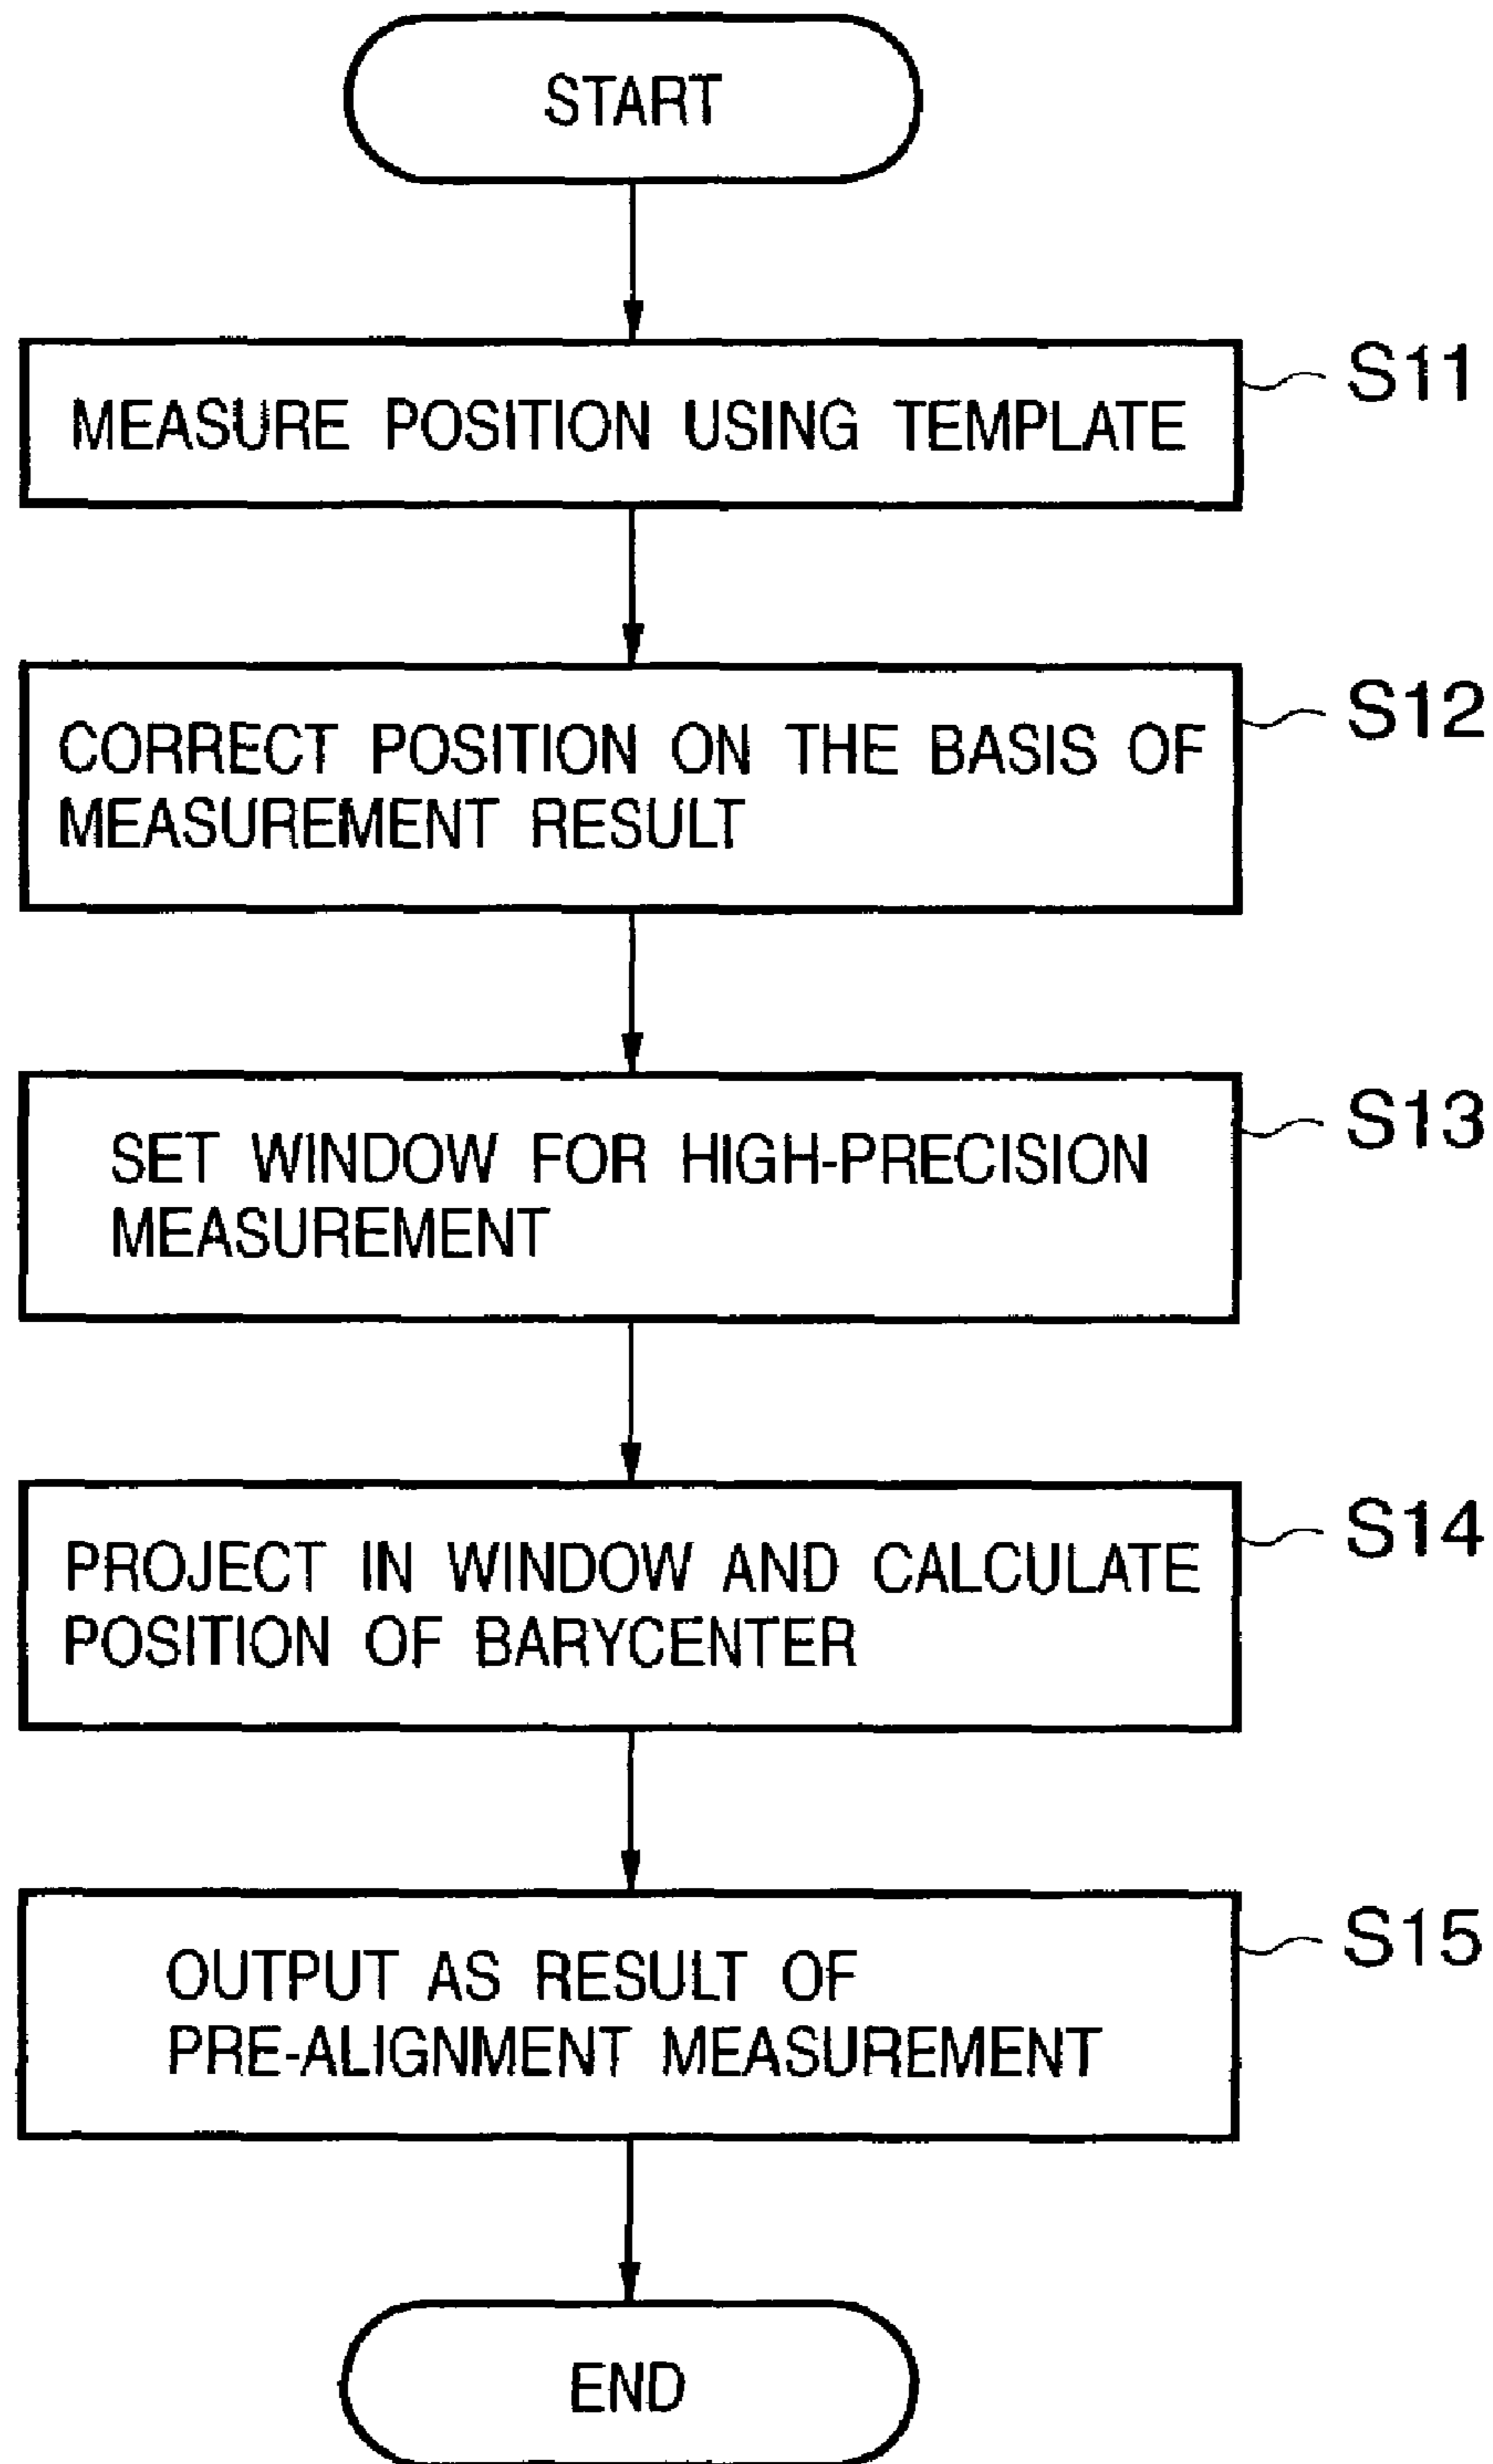 START
MEASURE POSITION USING TEMPLATE
S11
CORRECT POSITION ON THE BASIS OF
MEASUREMENT RESULT
S12
SET WINDOW FOR HIGH-PRECISION
MEASUREMENT
S13
PROJECT IN WINDOW AND CALCULATE
POSITION OF BARYCENTER
S14
OUTPUT AS RESULT OF
PRE-ALIGNMENT MEASUREMENT
S15
END